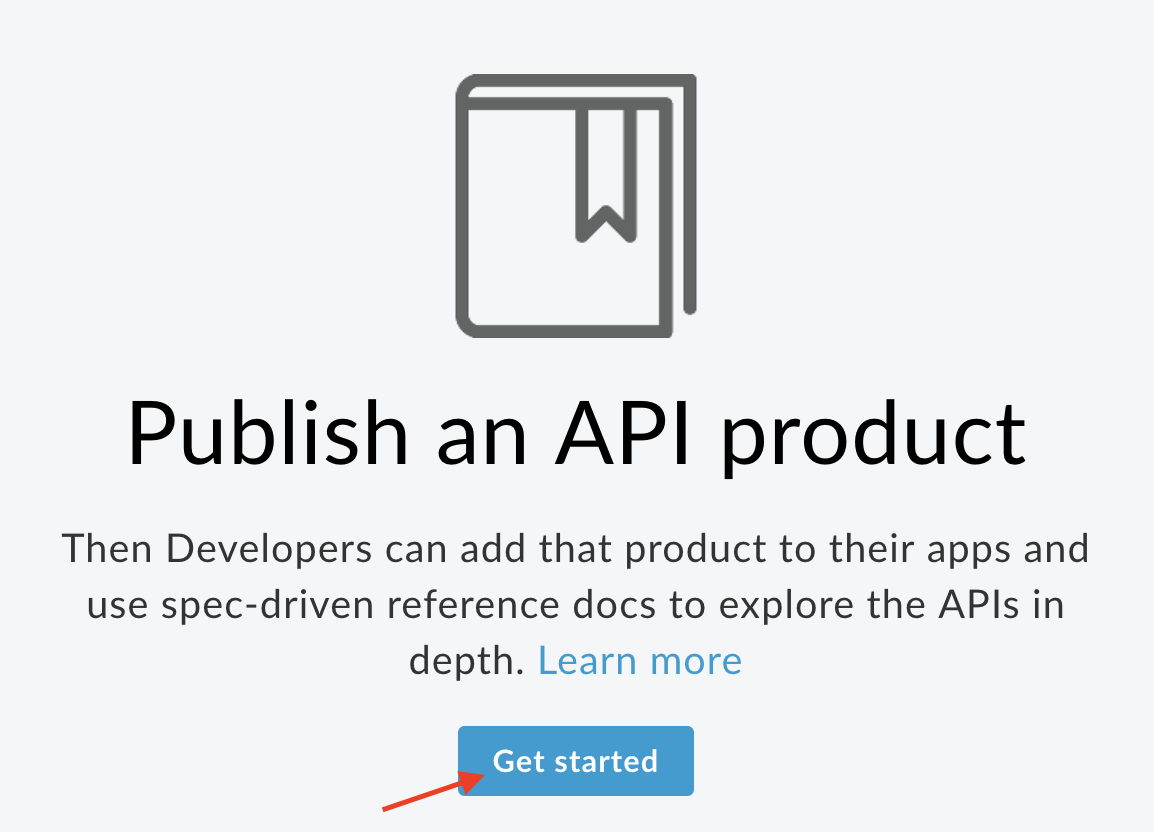 Publish an API product
Then Developers can add that product to their apps and
use spec-driven reference docs to explore the APIs in
depth. Learn more
Get started